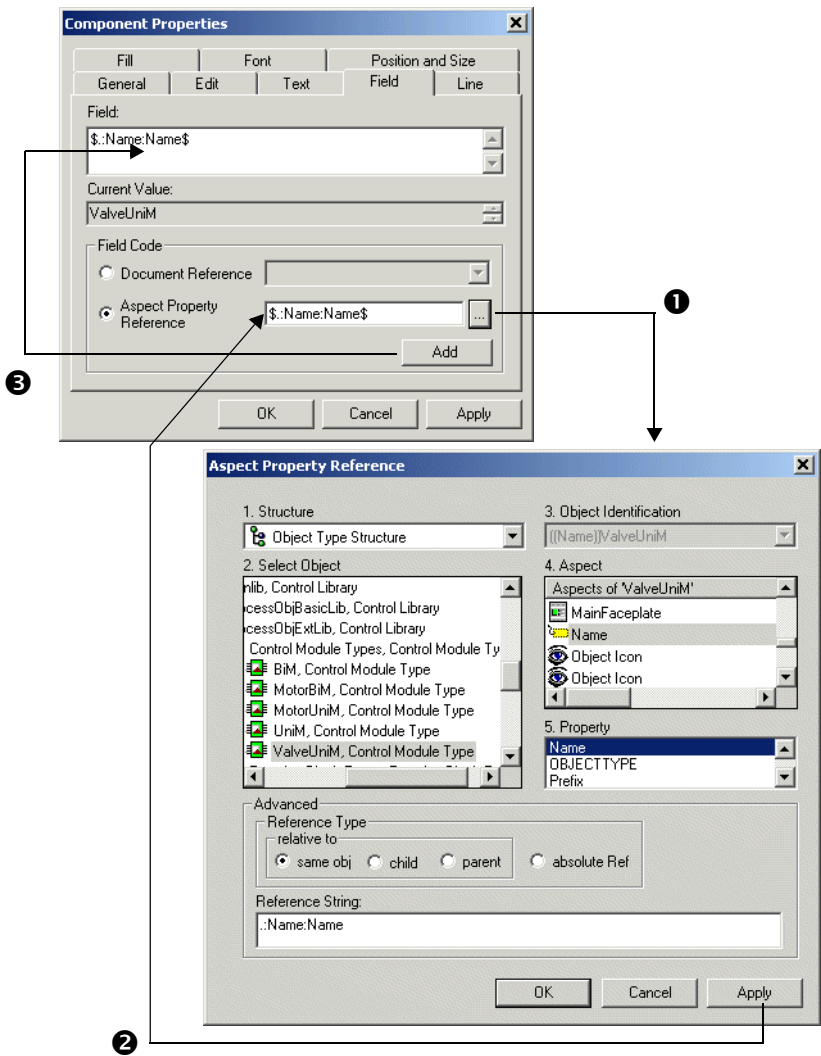 Component Properties
Fill Font Position and Size
General Edit Text Field Line
Field:
$.:Name:Name$
Current Value:
ValveUniM
Field Code
Document Reference
Aspect Property
Reference
$.:Name:Name$ ...
Add
OK Cancel Apply
❶
❸
Aspect Property Reference
1. Structure
Object Type Structure
2. Select Object
nlib, Control Library
cessObjBasicLib, Control Library
cessObjExtLib, Control Library
Control Module Types, Control Module Ty
BiM, Control Module Type
MotorBiM, Control Module Type
MotorUniM, Control Module Type
UniM, Control Module Type
ValveUniM, Control Module Type
3. Object Identification
((Name))ValveUniM
4. Aspect
Aspects of 'ValveUniM'
MainFaceplate
Name
Object Icon
Object Icon
5. Property
Name
OBJECTTYPE
Prefix
Advanced
Reference Type
relative to
same obj child parent absolute Ref
Reference String:
.:Name:Name
OK Cancel Apply
❷